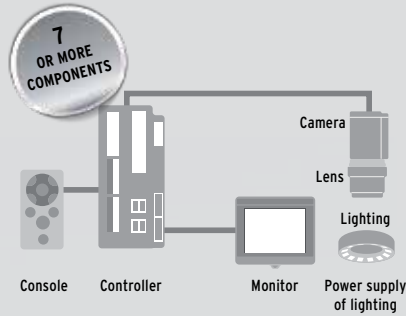 7
OR MORE
COMPONENTS
Camera
Lens
Lighting
Console
Controller
Monitor
Power supply
of lighting